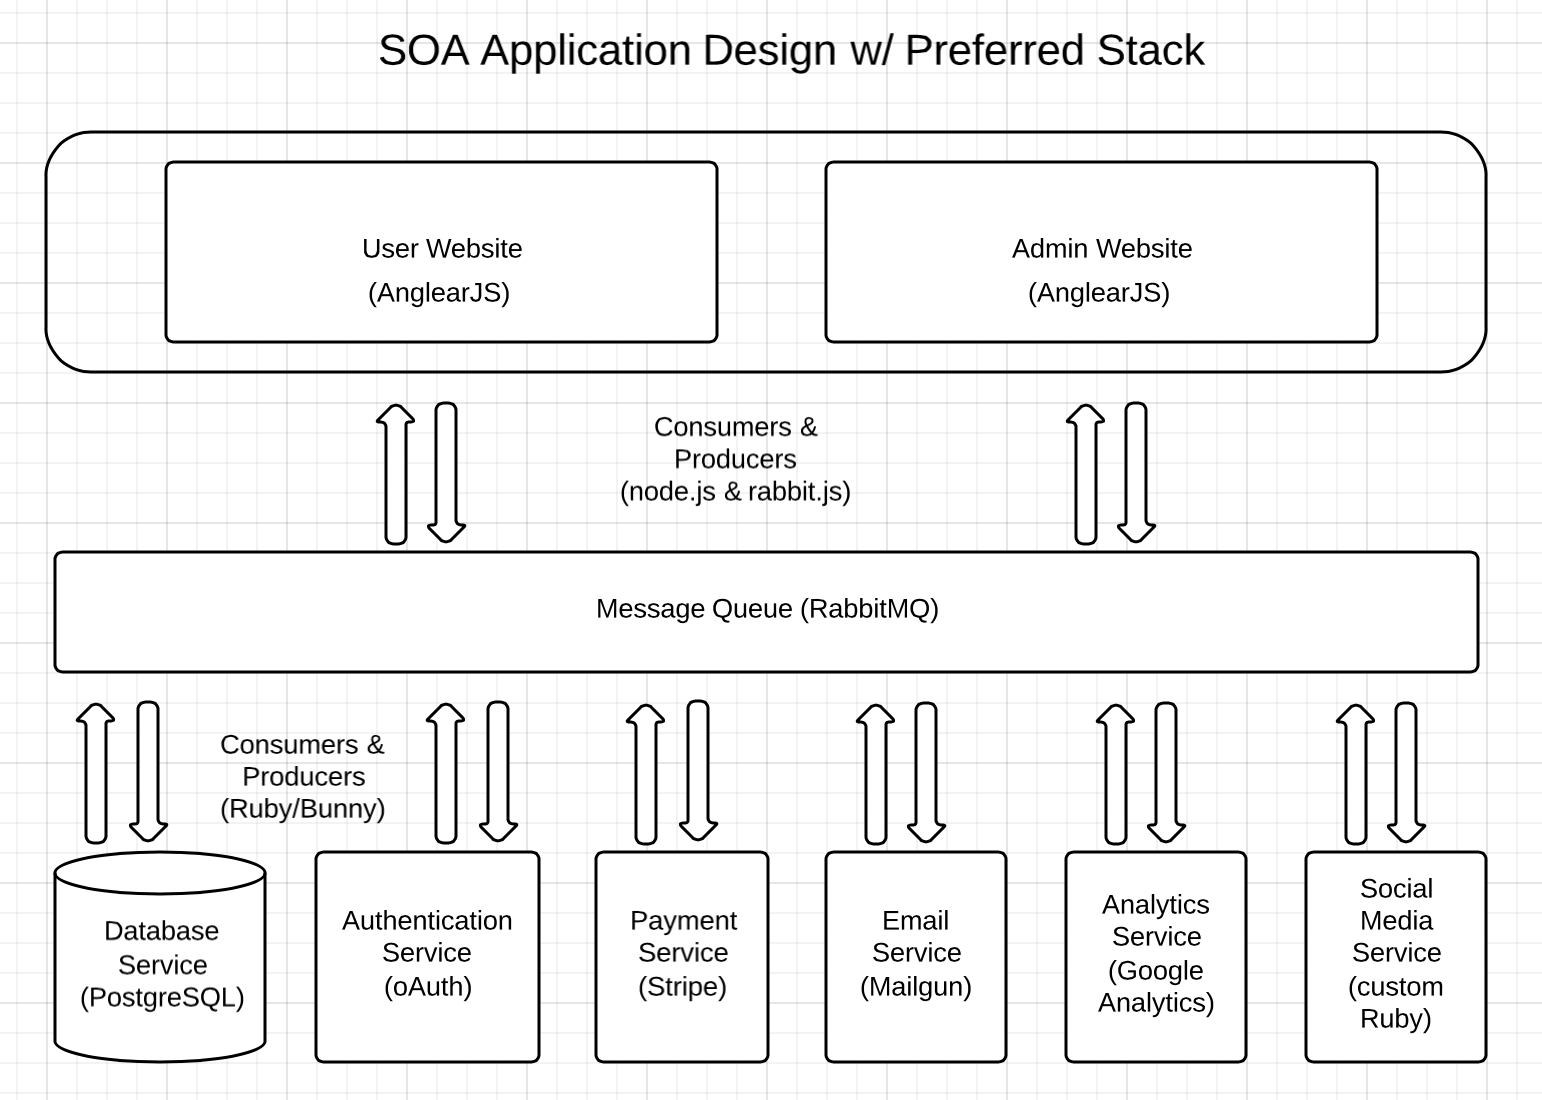 SOA Application Design w/ Preferred Stack
User Website
(AnglearJS)
Admin Website
(AnglearJS)
Consumers &
Producers
(node.js & rabbit.js)
Message Queue (RabbitMQ)
Consumers &
Producers
(Ruby/Bunny)
Database
Service
(PostgreSQL)
Authentication
Service
(oAuth)
Payment
Service
(Stripe)
Email
Service
(Mailgun)
Analytics
Service
(Google
Analytics)
Social
Media
Service
(custom
Ruby)